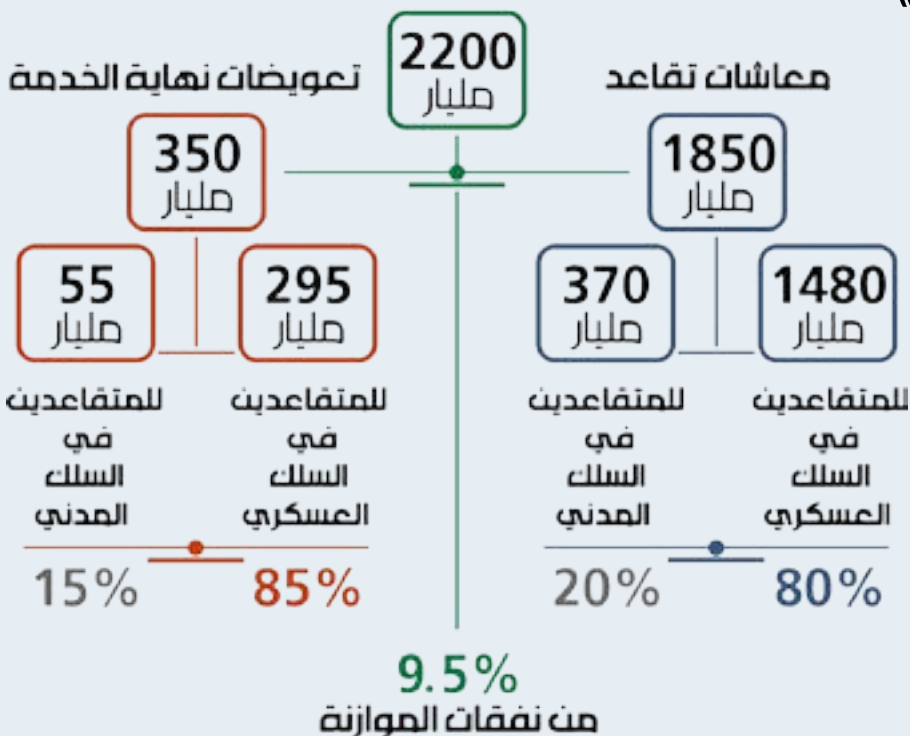 2200
مليار
معاشات تقاعد
1850
مليار
1480
مليار
للمتقاعدين
في
السلك
العسكري
80%
370
مليار
للمتقاعدين
في
السلك
المدني
20%
تعويضات نهاية الخدمة
350
مليار
295
مليار
للمتقاعدين
في
السلك
العسكري
85%
55
مليار
للمتقاعدين
في
السلك
المدني
15%
9.5%
من نفقات الموازنة